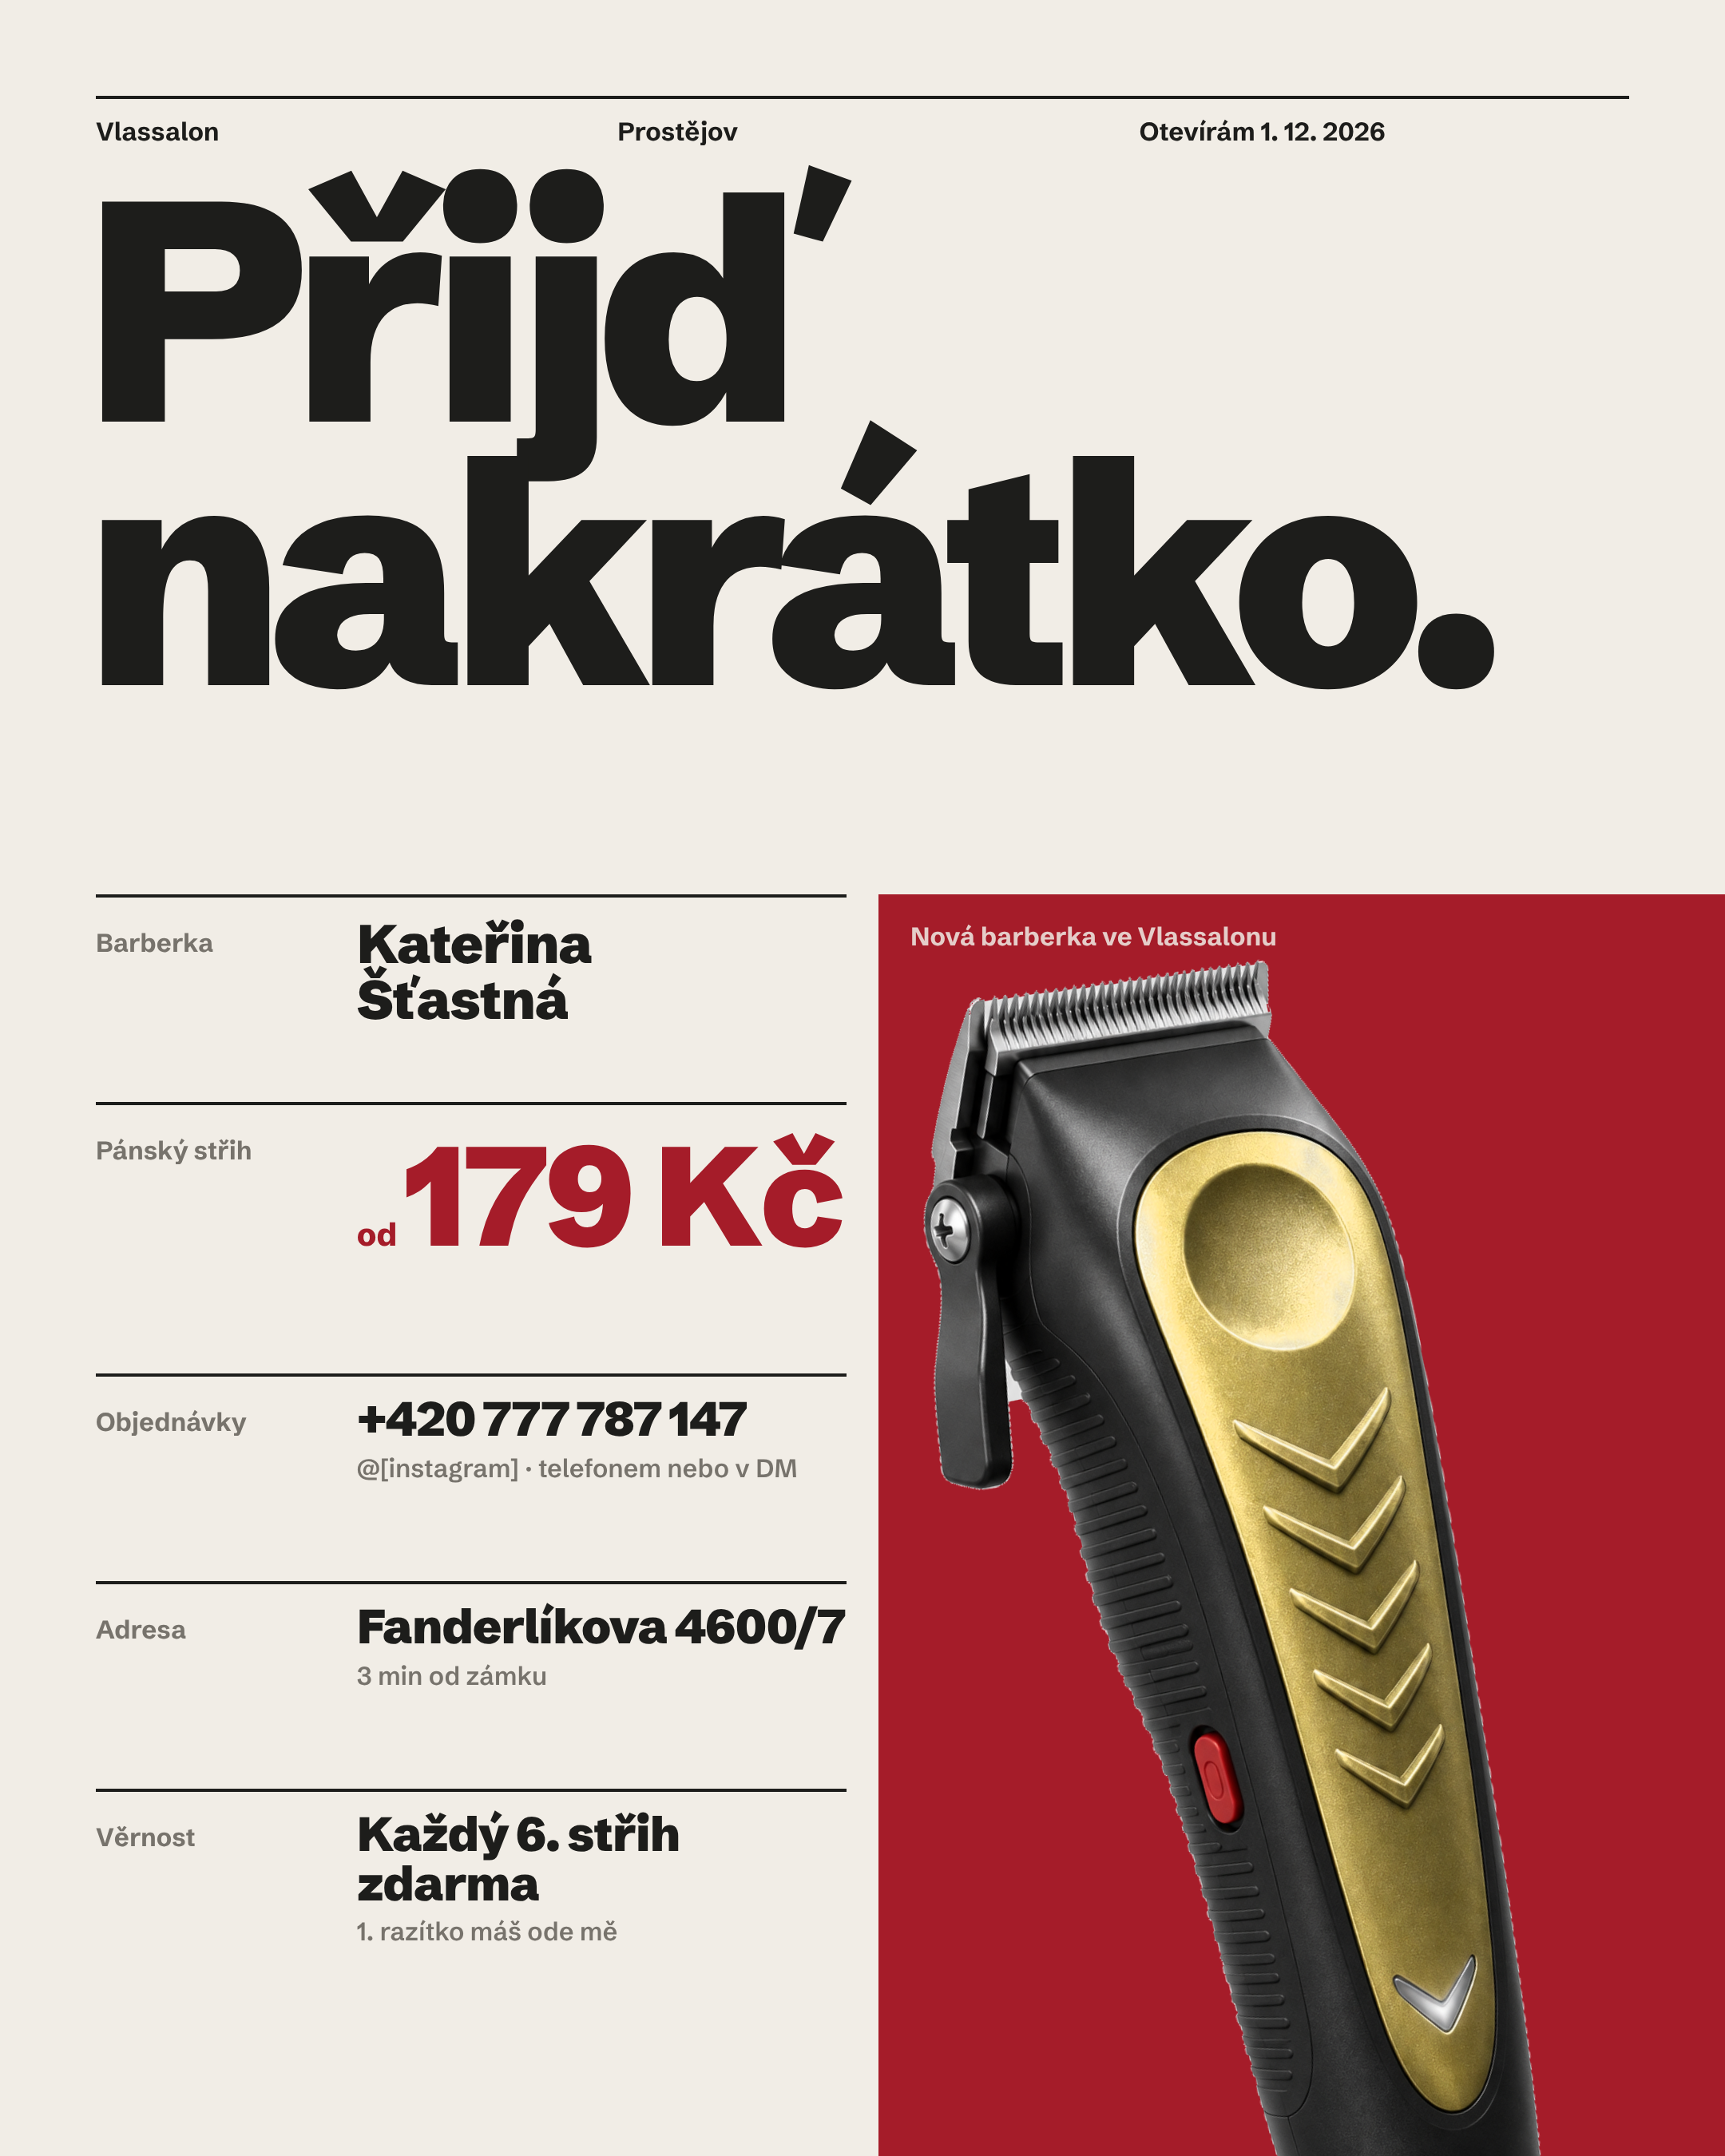 Vlassalon Prostějov Otevírám 1. 12. 2026
Přijď
nakrátko.
Barberka
Kateřina
Šťastná
Pánský střih
od 179 Kč
Objednávky
+420 777 787 147
@[instagram] · telefonem nebo v DM
Adresa
Fanderlíkova 4600/7
3 min od zámku
Věrnost
Každý 6. střih
zdarma
1. razítko máš ode mě
Nová barberka ve Vlassalonu